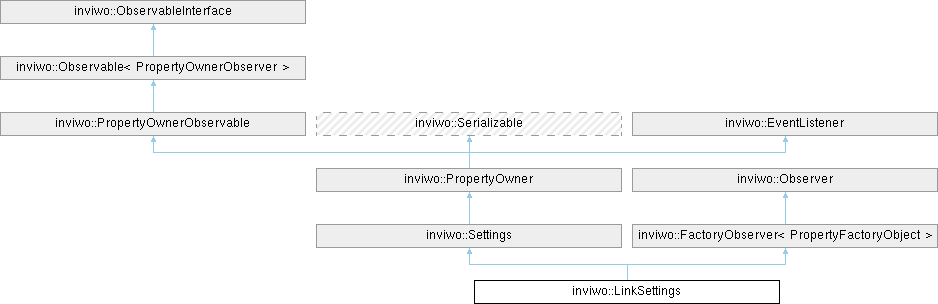 inviwo::ObservableInterface
inviwo::Observable< PropertyOwnerObserver >
inviwo::PropertyOwnerObservable
inviwo::Serializable
inviwo::EventListener
inviwo::PropertyOwner
inviwo::Observer
inviwo::Settings
inviwo::FactoryObserver< PropertyFactoryObject >
inviwo::LinkSettings